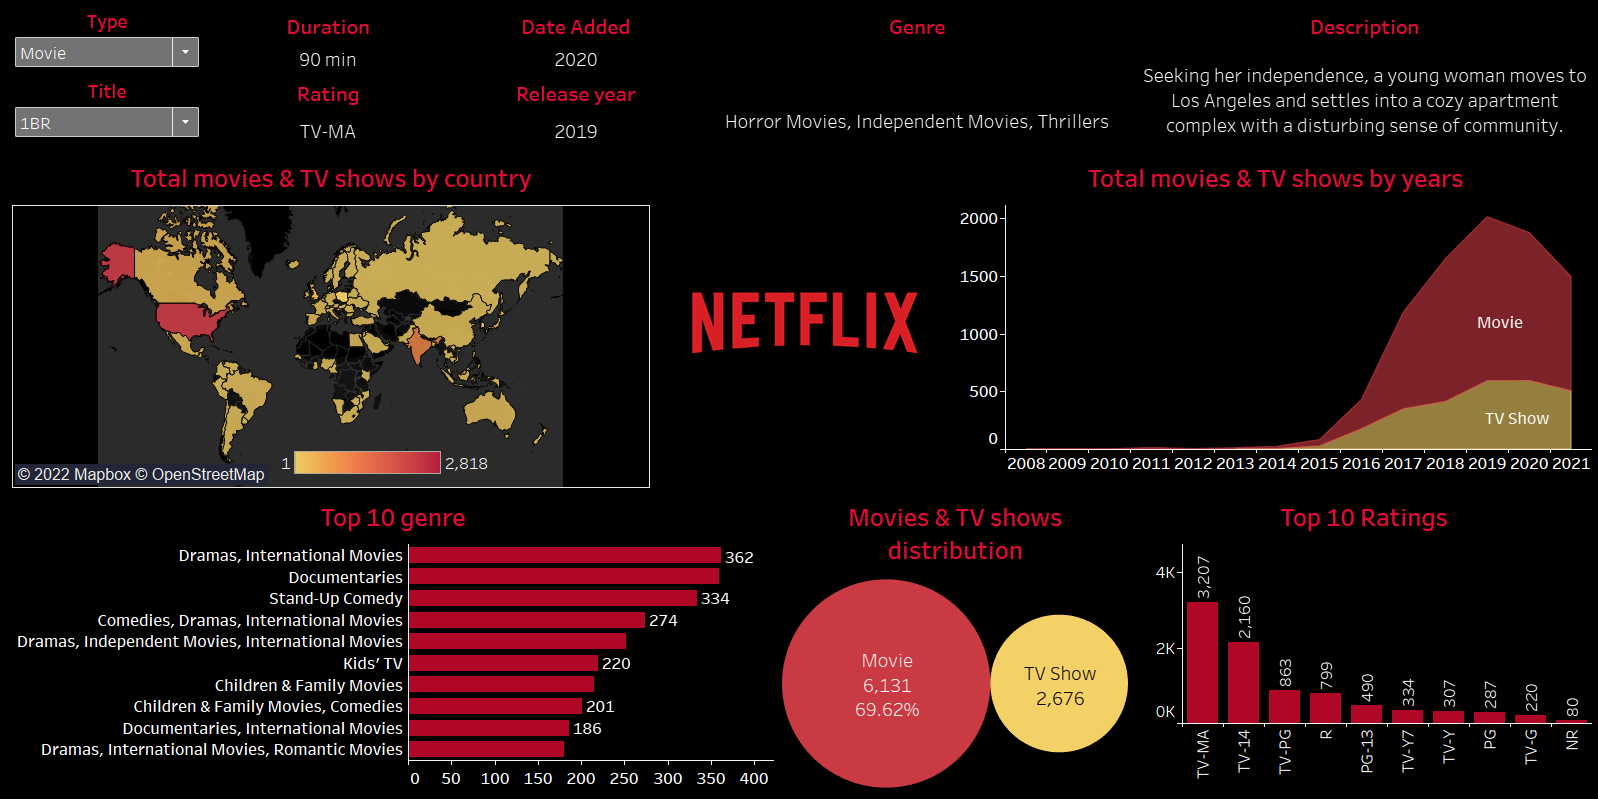 Type
Movie
Title
1BR
Duration
90 min
Rating
TV-MA
Date Added
2020
Release year
2019
Genre
Horror Movies, Independent Movies, Thrillers
Description
Seeking her independence, a young woman moves to
Los Angeles and settles into a cozy apartment
complex with a disturbing sense of community.
Total movies & TV shows by country
1
2,818
© 2022 Mapbox © OpenStreetMap
NETFLIX
Total movies & TV shows by years
2000
1500
1000
500
0
Movie
TV Show
2008 2009 2010 2011 2012 2013 2014 2015 2016 2017 2018 2019 2020 2021
Top 10 genre
Dramas, International Movies 362
Documentaries
Stand-Up Comedy 334
Comedies, Dramas, International Movies 274
Dramas, Independent Movies, International Movies
Kids’ TV 220
Children & Family Movies
Children & Family Movies, Comedies 201
Documentaries, International Movies 186
Dramas, International Movies, Romantic Movies
0 50 100 150 200 250 300 350 400
Movies & TV shows
distribution
Movie
6,131
69.62%
TV Show
2,676
Top 10 Ratings
4K
2K
0K
3,207 2,160 863 799 490 334 307 287 220 80
TV-MA TV-14 TV-PG R PG-13 TV-Y7 TV-Y PG TV-G NR